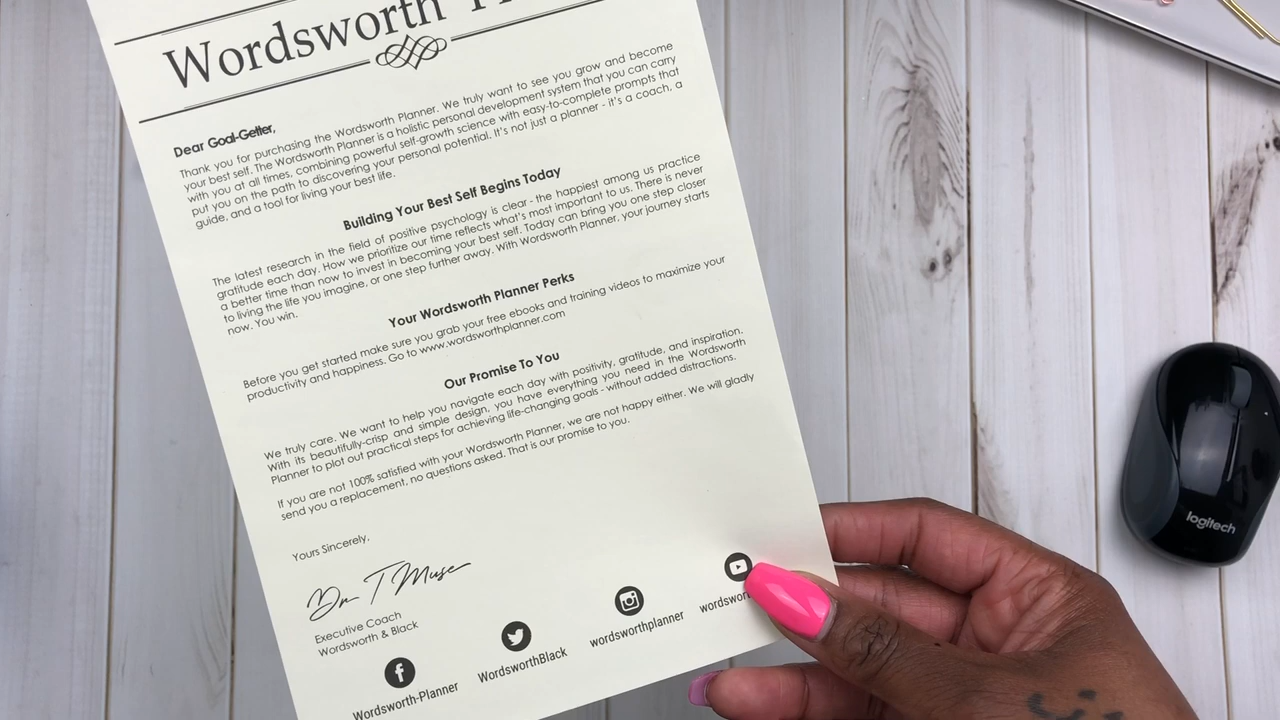 Wordsworth
Dear Goal-Getter,
Thank you for purchasing the Wordsworth Planner. We truly want to see you grow and become
your best self. The Wordsworth Planner is a holistic personal development system that you can carry
with you at all times, combining powerful self-growth science with easy-to-complete prompts that
put you on the path to discovering your personal potential. It's not just a planner - it's a coach, a
guide, and a tool for living your best life.
Building Your Best Self Begins Today
The latest research in the field of positive psychology is clear - the happiest among us practice
gratitude each day. How we prioritize our time reflects what's most important to us. There is never
a better time than now to invest in becoming your best self. Today can bring you one step closer
to living the life you imagine, or one step further away. With Wordsworth Planner, your journey starts
now. You win.
Your Wordsworth Planner Perks
Before you get started make sure you grab your free ebooks and training videos to maximize your
productivity and happiness. Go to www.wordsworthplanner.com
Our Promise To You
We truly care. We want to help you navigate each day with positivity, gratitude, and inspiration.
With its beautifully-crisp and simple design, you have everything you need in the Wordsworth
Planner to plot out practical steps for achieving life-changing goals - without added distractions.
If you are not 100% satisfied with your Wordsworth Planner, we are not happy either. We will gladly
send you a replacement, no questions asked. That is our promise to you.
Yours Sincerely,
Dr T Muse
Executive Coach
Wordsworth & Black
Wordsworth-Planner
WordsworthBlack
wordsworthplanner
logitech